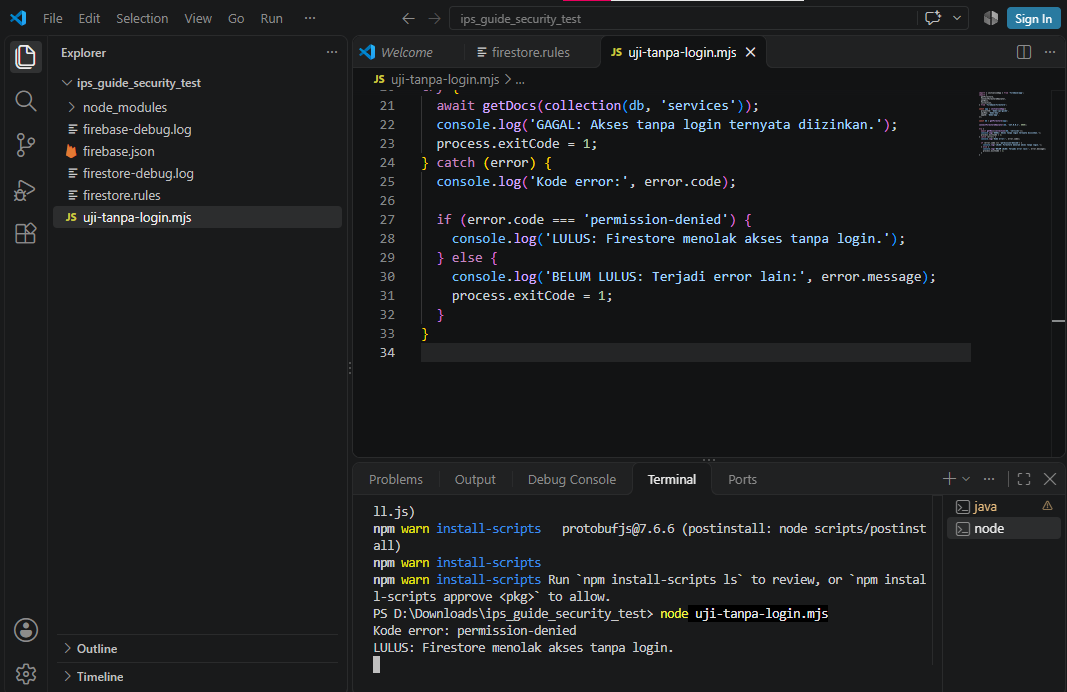 File Edit Selection View Go Run ··· ips_guide_security_test Sign In
Explorer ···
ips_guide_security_test
node_modules
firebase-debug.log
firebase.json
firestore-debug.log
firestore.rules
JS uji-tanpa-login.mjs
Outline
Timeline
Welcome firestore.rules JS uji-tanpa-login.mjs
JS uji-tanpa-login.mjs > ...
21 await getDocs(collection(db, 'services'));
22 console.log('GAGAL: Akses tanpa login ternyata diizinkan.');
23 process.exitCode = 1;
24 } catch (error) {
25 console.log('Kode error:', error.code);
26
27 if (error.code === 'permission-denied') {
28 console.log('LULUS: Firestore menolak akses tanpa login.');
29 } else {
30 console.log('BELUM LULUS: Terjadi error lain:', error.message);
31 process.exitCode = 1;
32 }
33 }
34
Problems Output Debug Console Terminal Ports
ll.js)
npm warn install-scripts protobufjs@7.6.6 (postinstall: node scripts/postinst
all)
npm warn install-scripts
npm warn install-scripts Run `npm install-scripts ls` to review, or `npm instal
l-scripts approve <pkg>` to allow.
PS D:\Downloads\ips_guide_security_test> node uji-tanpa-login.mjs
Kode error: permission-denied
LULUS: Firestore menolak akses tanpa login.
java
node